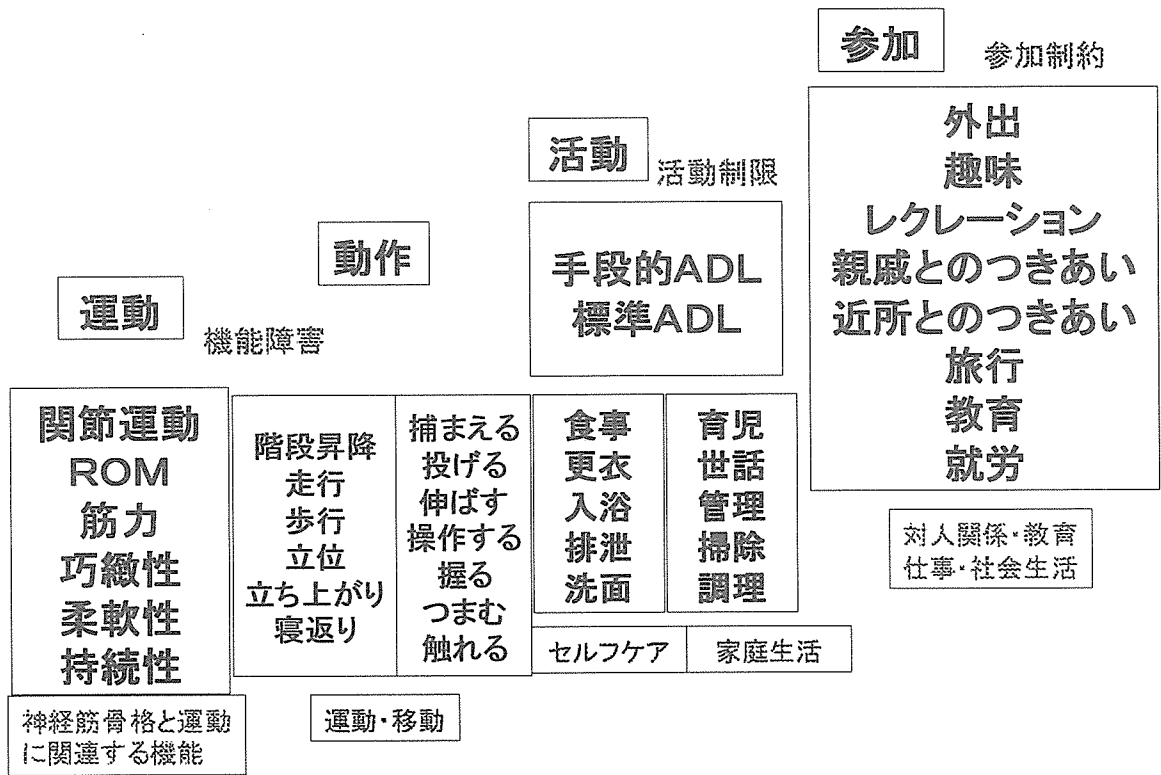 運動
機能障害
関節運動
ROM
筋力
巧緻性
柔軟性
持続性
神経筋骨格と運動
に関連する機能
動作
階段昇降
走行
歩行
立位
立ち上がり
寝返り
捕まえる
投げる
伸ばす
操作する
握る
つまむ
触れる
運動・移動
活動
活動制限
手段的ADL
標準ADL
食事
更衣
入浴
排泄
洗面
セルフケア
育児
世話
管理
掃除
調理
家庭生活
参加
参加制約
外出
趣味
レクレーション
親戚とのつきあい
近所とのつきあい
旅行
教育
就労
対人関係・教育
仕事・社会生活